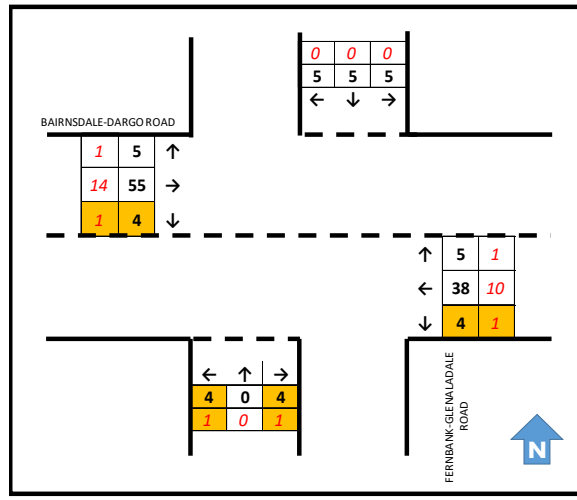 0 0 0
5 5 5
← ↓ →
BAIRNSDALE-DARGO ROAD
1 5 ↑
14 55 →
1 4 ↓
↑ 5 1
← 38 10
↓ 4 1
← ↑ →
4 0 4
1 0 1
FERNBANK-GLENALADALE
ROAD
N